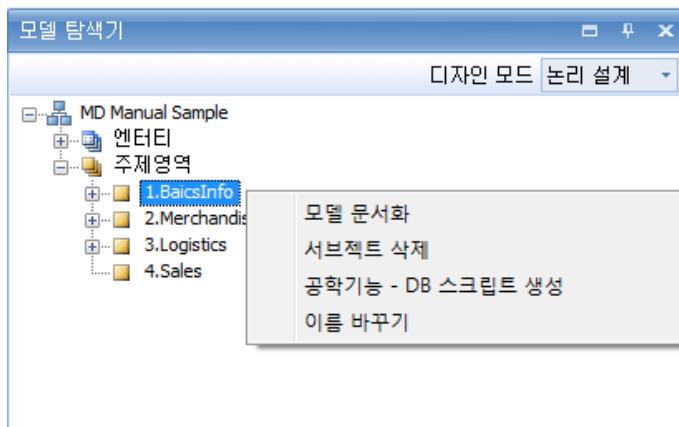 모델 탐색기
디자인 모드 논리 설계
MD Manual Sample
엔터티
주제영역
1.BaicsInfo
2.Merchandis
3.Logistics
4.Sales
모델 문서화
서브젝트 삭제
공학기능 - DB 스크립트 생성
이름 바꾸기